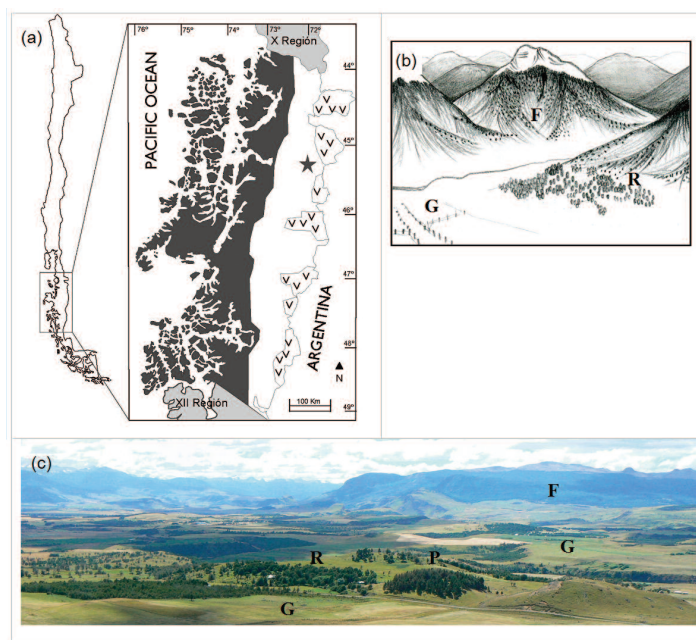 (a)
76° 75° 74° 73° 72°
X Región
44°
45°
46°
47°
48°
49°
PACIFIC OCEAN
ARGENTINA
N
XII Región
100 Km
(b)
F
R
G
(c)
F
G
R
P
G